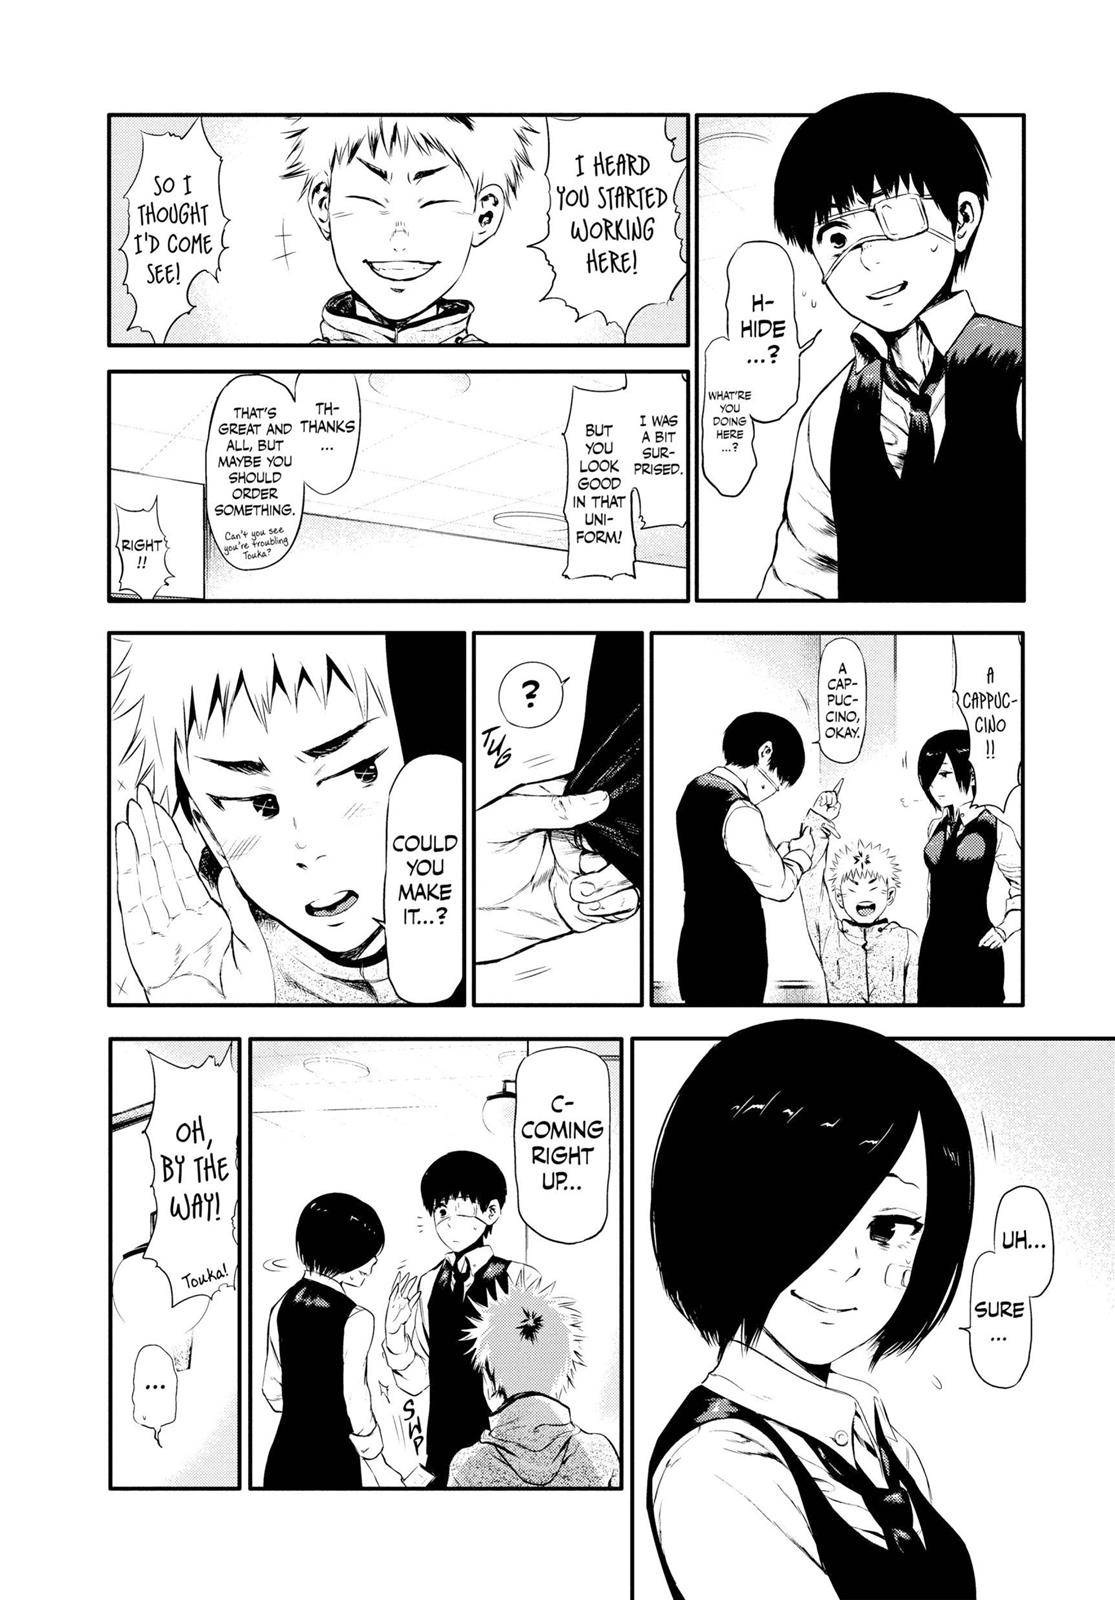 H-
HIDE
...?
WHAT'RE
YOU
DOING
HERE
...?
I HEARD
YOU STARTED
WORKING
HERE!
SO I
THOUGHT
I'D COME
SEE!
I WAS
A BIT
SUR-
PRISED.
BUT
YOU
LOOK
GOOD
IN THAT
UNI-
FORM!
TH-
THANKS
...
THAT'S
GREAT AND
ALL, BUT
MAYBE YOU
SHOULD
ORDER
SOMETHING.
Can't you see
you're troubling
Touka?
RIGHT
!!
A
CAPPUC-
CINO
!!
A
CAP-
PUC-
CINO,
OKAY.
?
TUG
COULD
YOU
MAKE
IT...?
UH...
SURE
...
C-
COMING
RIGHT
UP...
SWP
OH,
BY THE
WAY!
Touka!
...